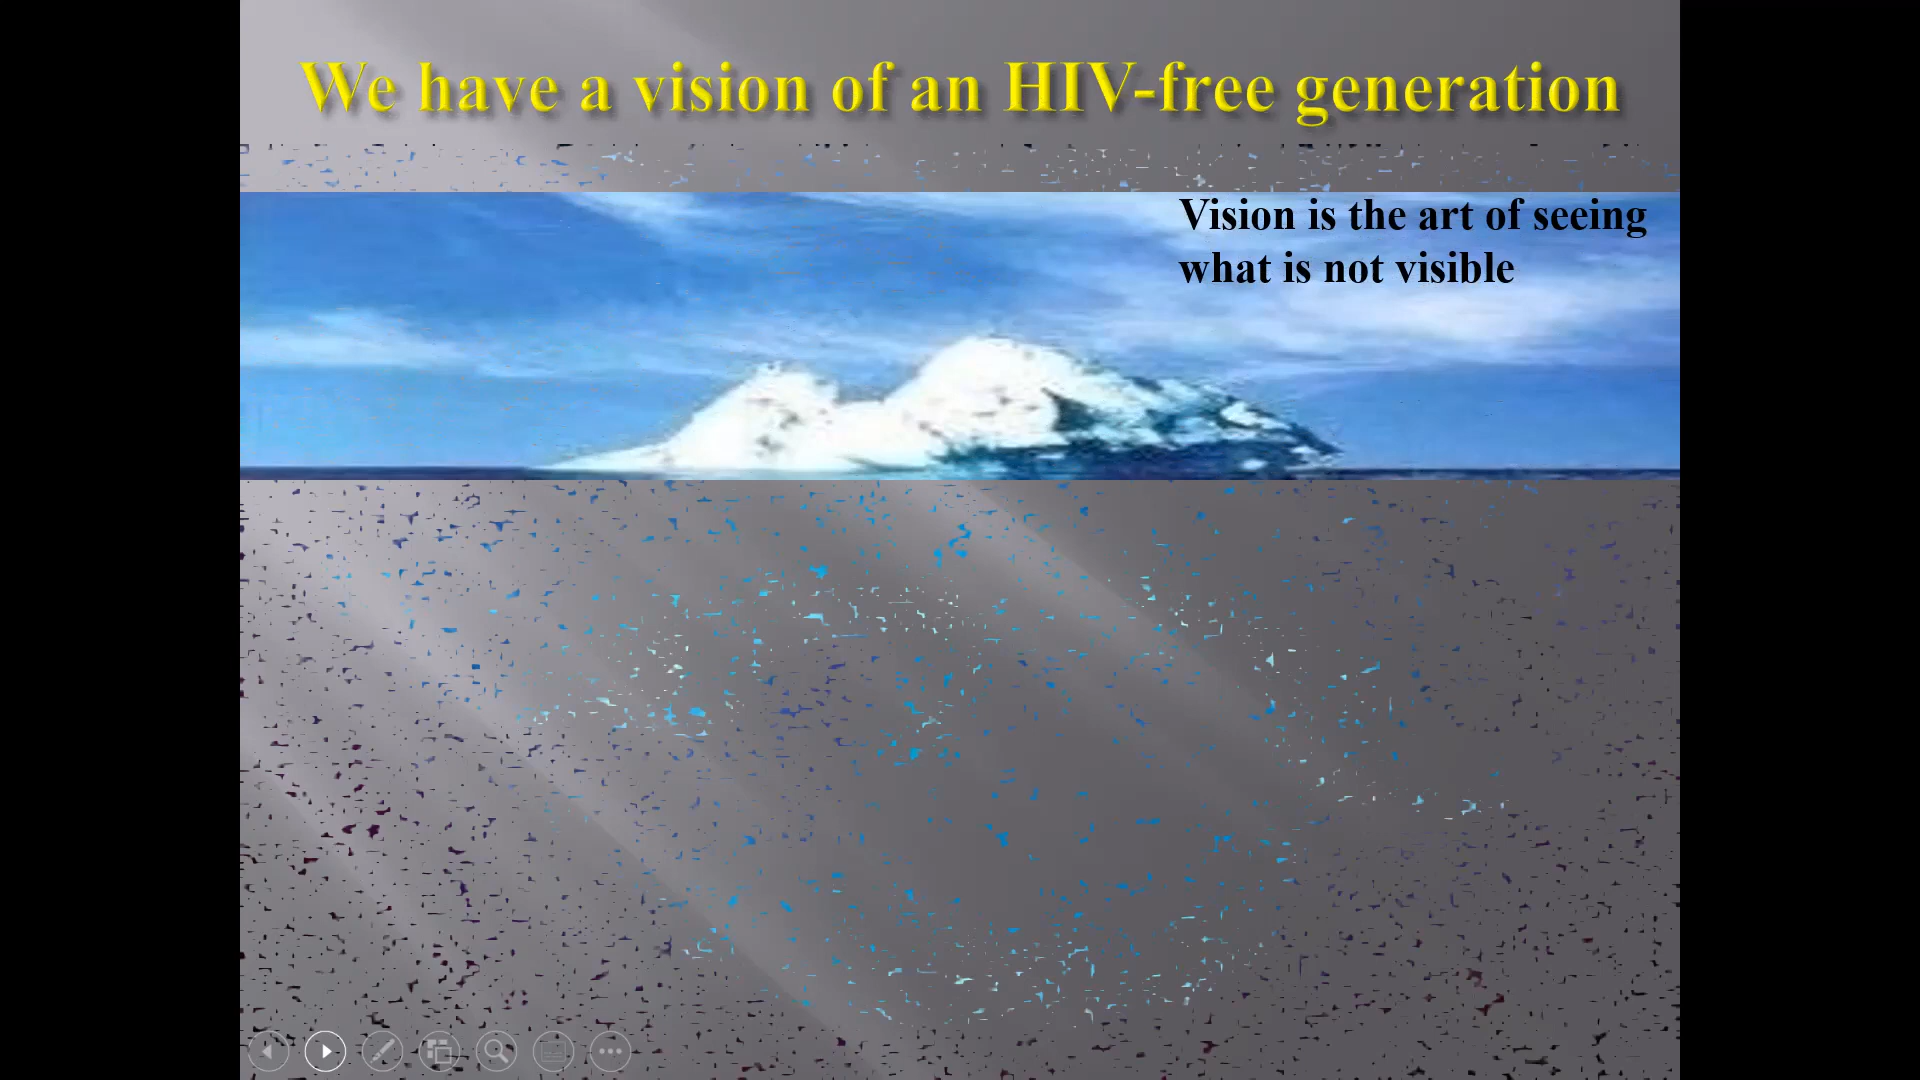 We have a vision of an HIV-free generation
Vision is the art of seeing
what is not visible